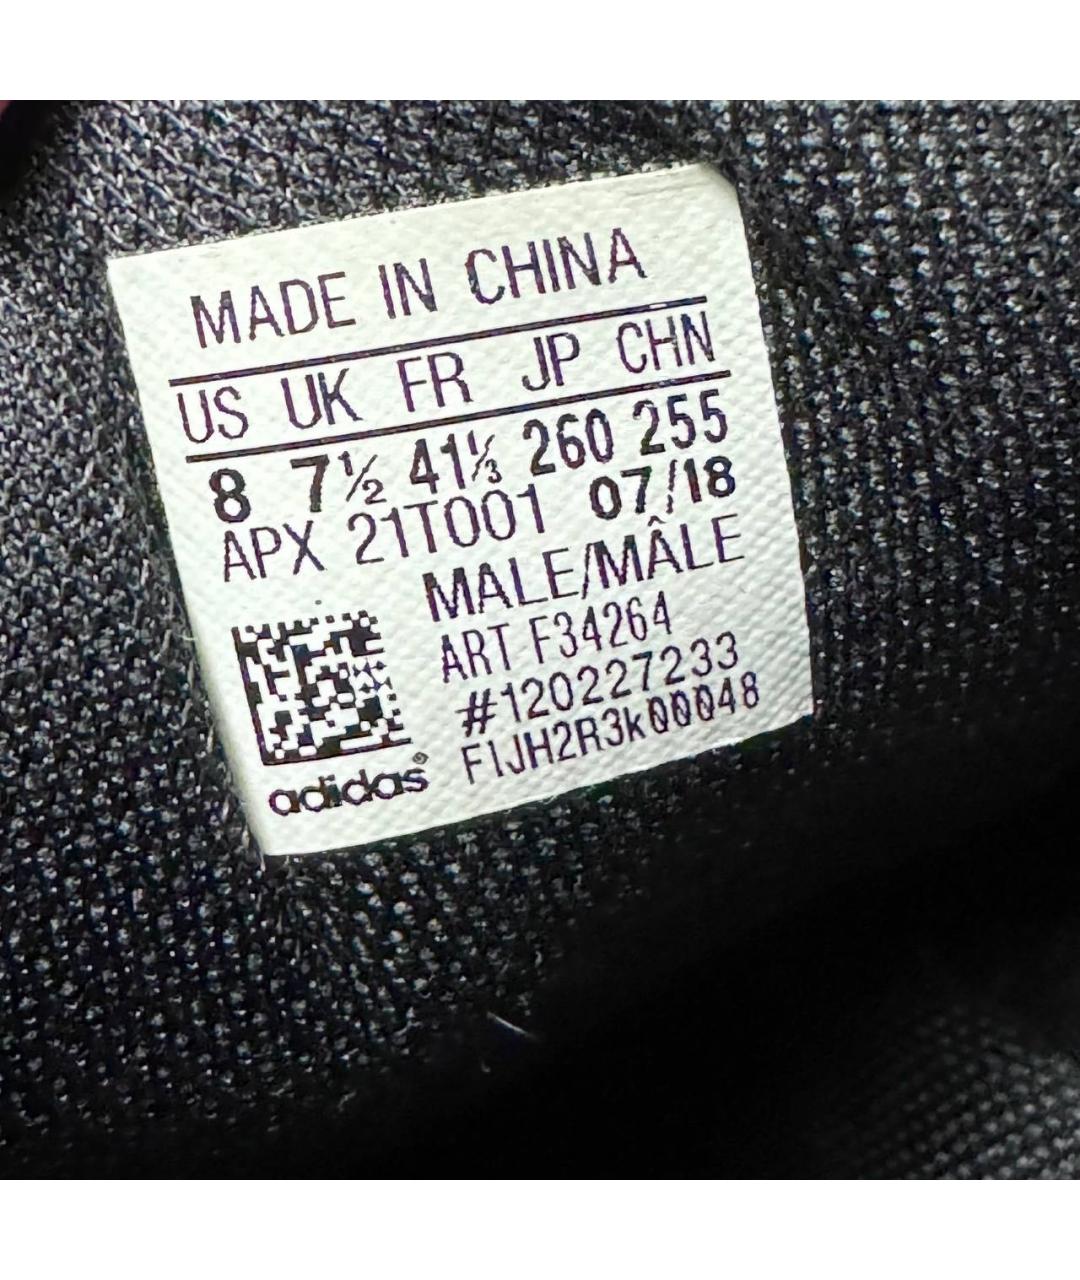 MADE IN CHINA
US UK FR JP CHN
8 7½ 41⅓ 260 255
APX 21T001 07/18
MALE/MÂLE
ART F34264
#120227233
FIJH2R3k00048
adidas®